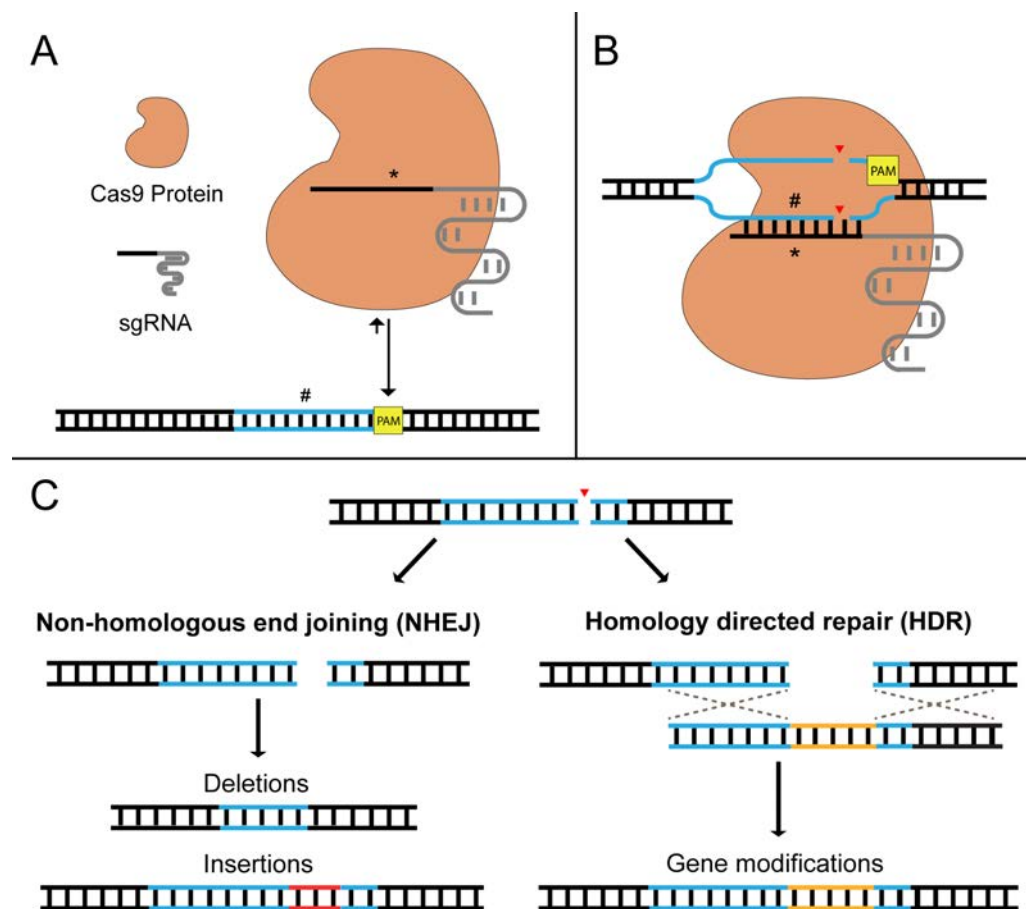 A
Cas9 Protein
sgRNA
*
#
PAM
B
PAM
#
*
C
Non-homologous end joining (NHEJ)
Deletions
Insertions
Homology directed repair (HDR)
Gene modifications